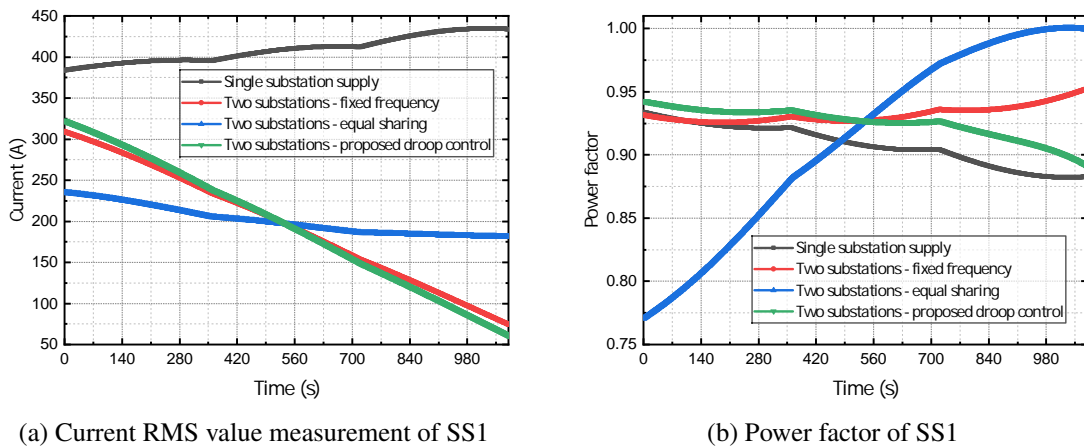 450
400
350
300
250
200
150
100
50
Current (A)
0 140 280 420 560 700 840 980
Time (s)
Single substation supply
Two substations - fixed frequency
Two substations - equal sharing
Two substations - proposed droop control
(a) Current RMS value measurement of SS1
1.00
0.95
0.90
0.85
0.80
0.75
Power factor
0 140 280 420 560 700 840 980
Time (s)
Single substation supply
Two substations - fixed frequency
Two substations - equal sharing
Two substations - proposed droop control
(b) Power factor of SS1